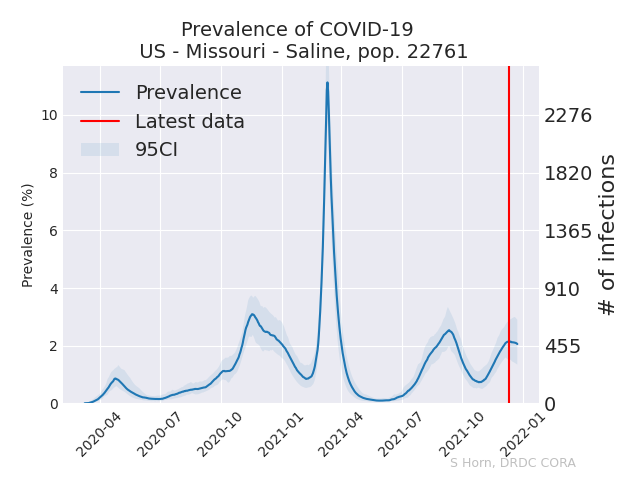 Prevalence of COVID-19
US - Missouri - Saline, pop. 22761
Prevalence
Latest data
95CI
Prevalence (%)
10
8
6
4
2
0
2276
1820
1365
910
455
0
# of infections
2020-04
2020-07
2020-10
2021-01
2021-04
2021-07
2021-10
2022-01
S Horn, DRDC CORA